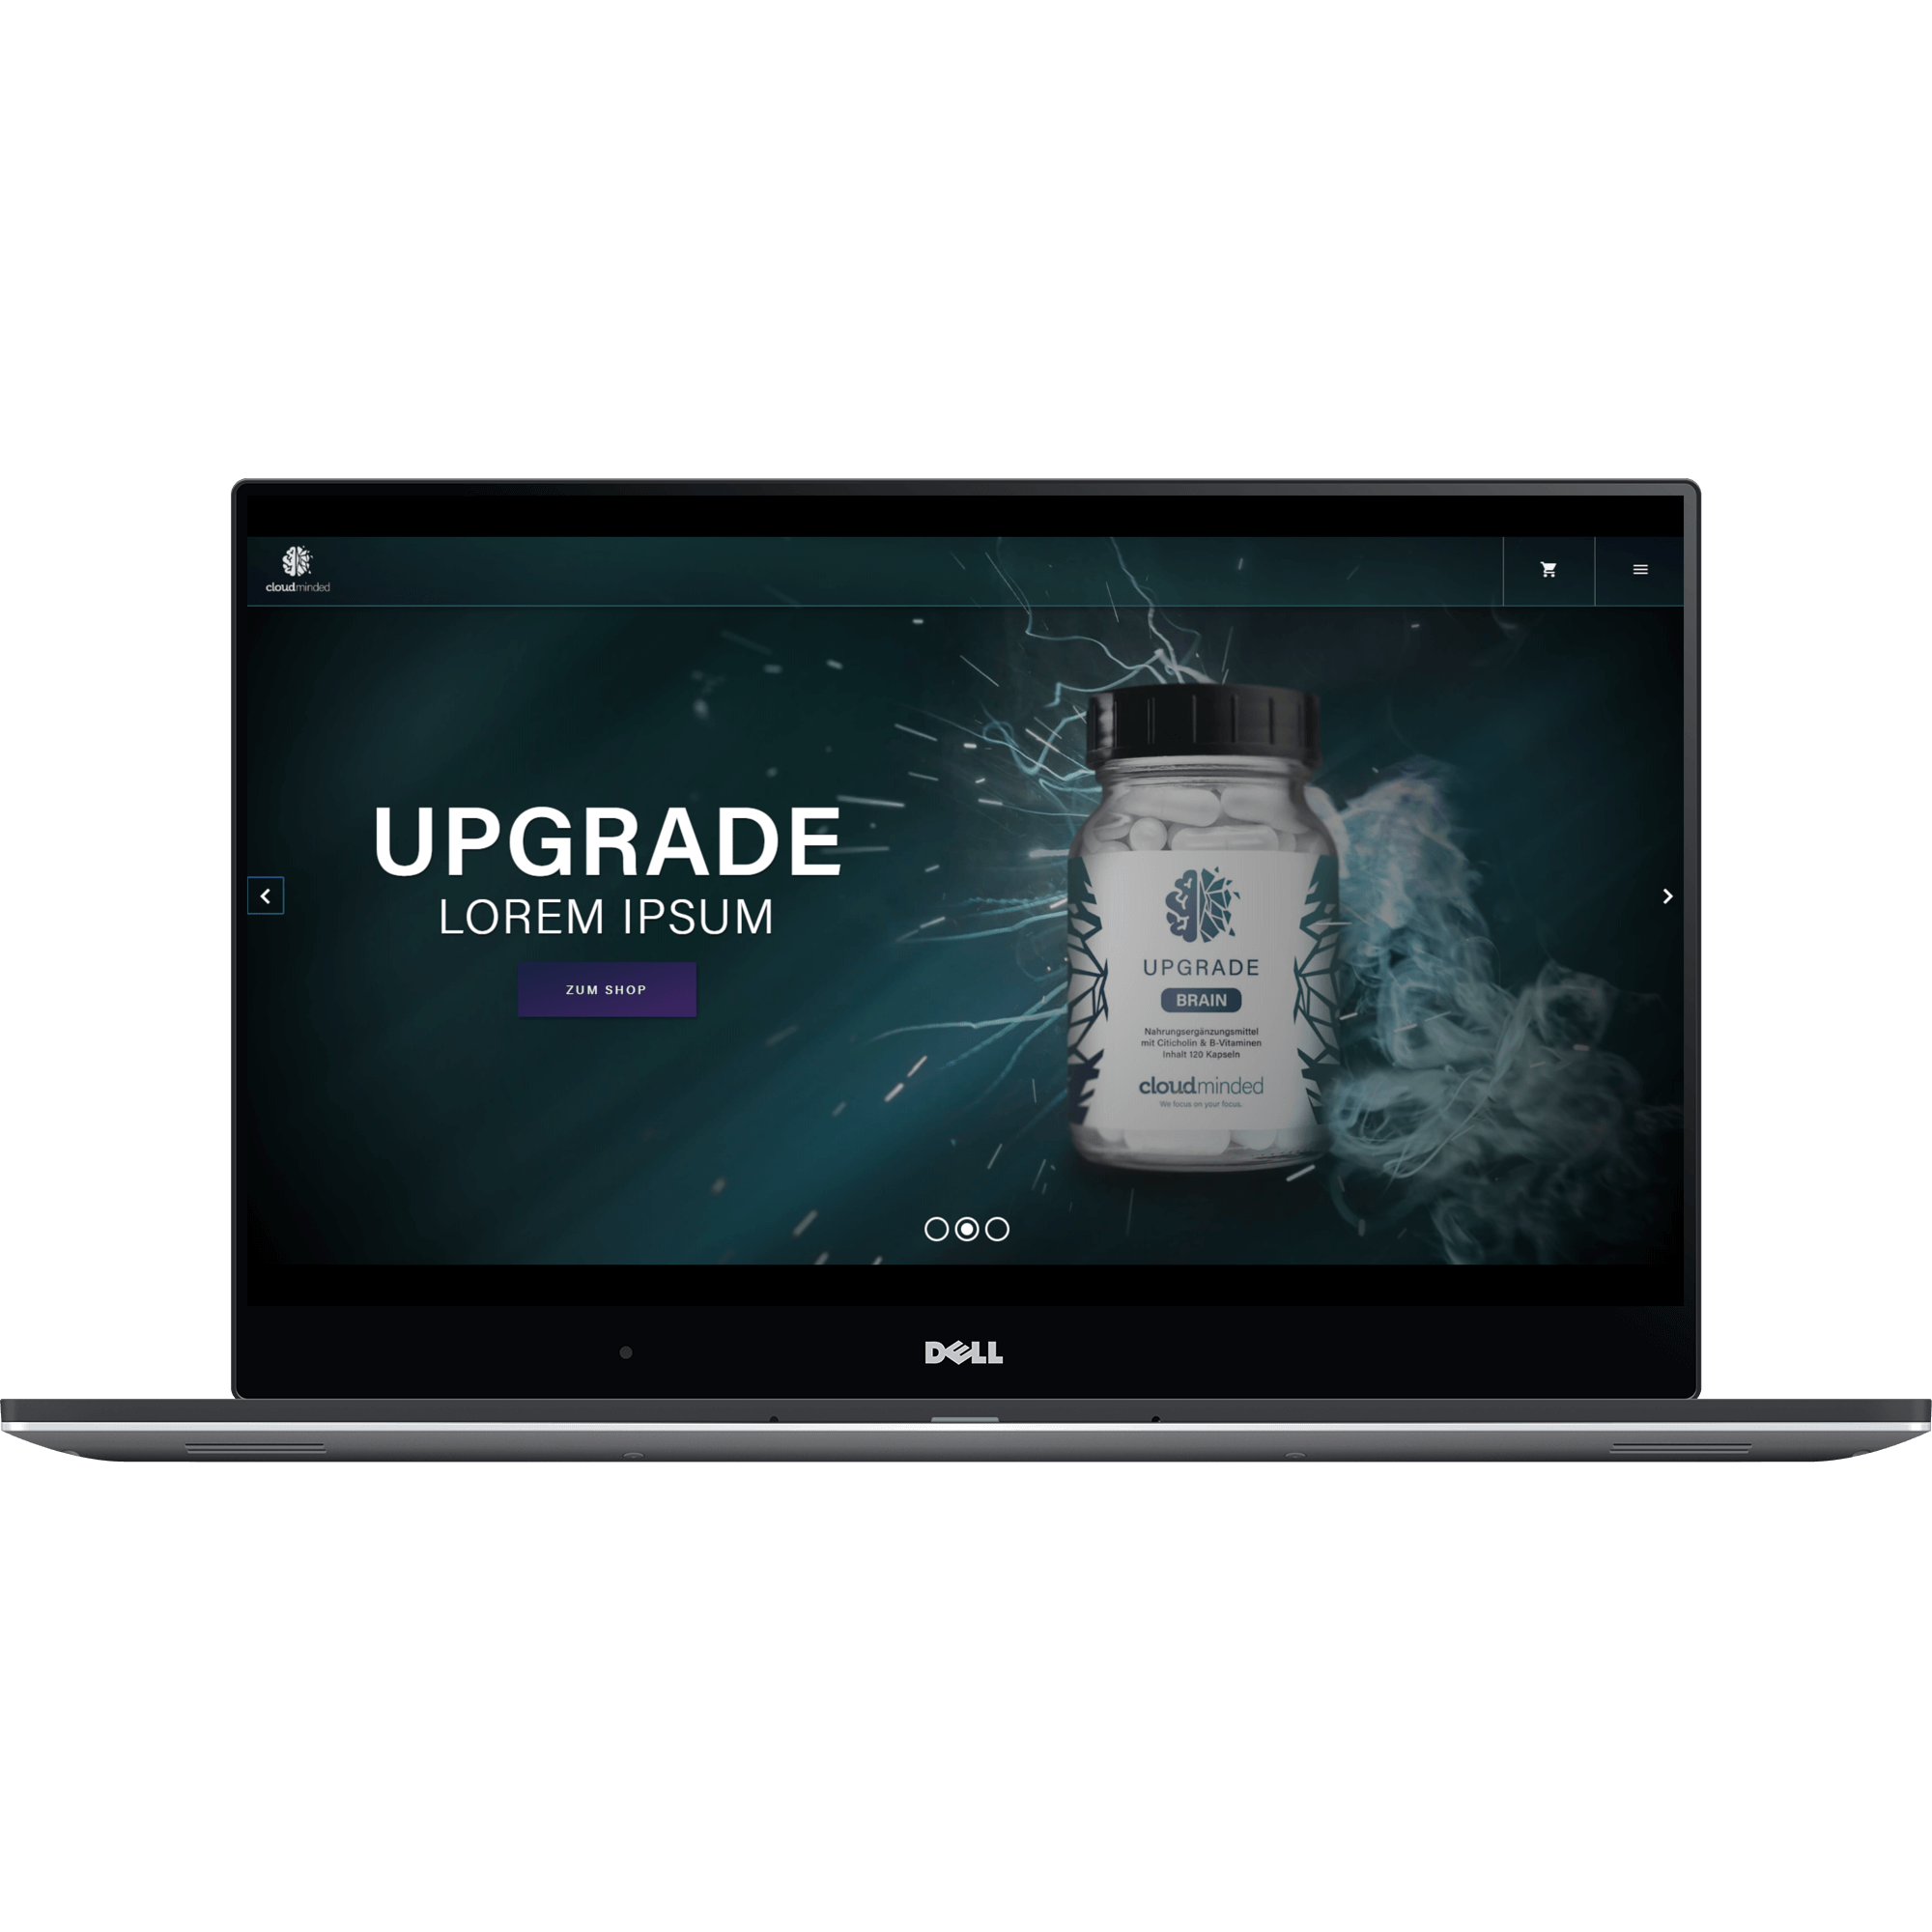 cloudminded
UPGRADE
LOREM IPSUM
ZUM SHOP
UPGRADE
BRAIN
Nahrungsergänzungsmittel
mit Citicholin & B-Vitaminen
Inhalt 120 Kapseln
cloudminded
We focus on your focus.
DELL